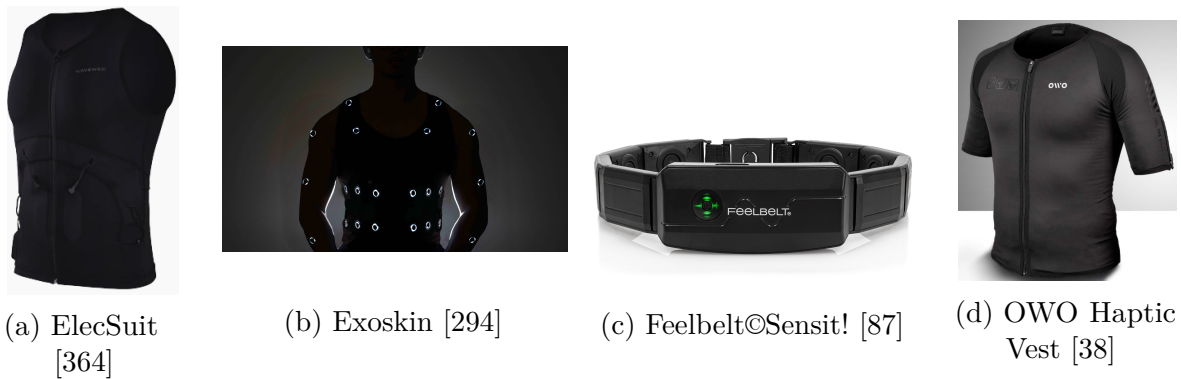 FEELBELT®
OWO
(a) ElecSuit
[364]
(b) Exoskin [294]
(c) Feelbelt©Sensit! [87]
(d) OWO Haptic
Vest [38]